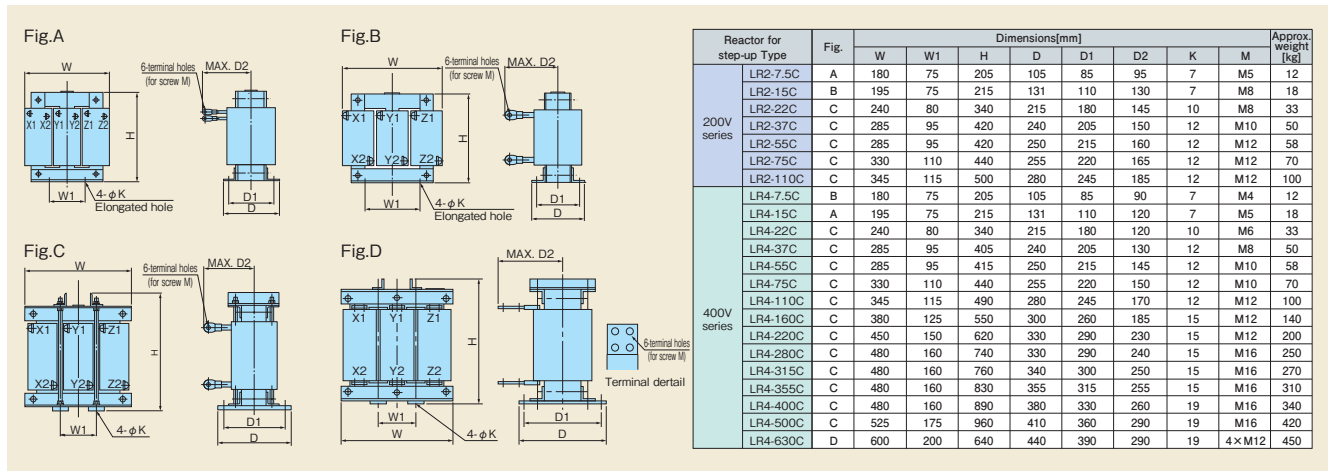 Fig.A
W
6-terminal holes
(for screw M)
MAX. D2
X1 X2 Y1 Y2 Z1 Z2
H
W1
4-φK
Elongated hole
D1
D
Fig.B
W
6-terminal holes
(for screw M)
MAX. D2
X1 Y1 Z1
X2 Y2 Z2
H
W1
4-φK
Elongated hole
D1
D
Fig.C
W
6-terminal holes
(for screw M)
MAX. D2
X1 Y1 Z1
X2 Y2 Z2
H
W1
4-φK
D1
D
Fig.D
MAX. D2
X1 Y1 Z1
X2 Y2 Z2
H
W1
4-φK
W
D1
D
6-terminal holes
(for screw M)
Terminal dertail
Reactor for step-up Type Fig. Dimensions[mm] Approx. weight [kg]
W W1 H D D1 D2 K M
200V series
LR2-7.5C A 180 75 205 105 85 95 7 M5 12
LR2-15C B 195 75 215 131 110 130 7 M8 18
LR2-22C C 240 80 340 215 180 145 10 M8 33
LR2-37C C 285 95 420 240 205 150 12 M10 50
LR2-55C C 285 95 420 250 215 160 12 M12 58
LR2-75C C 330 110 440 255 220 165 12 M12 70
LR2-110C C 345 115 500 280 245 185 12 M12 100
400V series
LR4-7.5C B 180 75 205 105 85 90 7 M4 12
LR4-15C A 195 75 215 131 110 120 7 M5 18
LR4-22C C 240 80 340 215 180 120 10 M6 33
LR4-37C C 285 95 405 240 205 130 12 M8 50
LR4-55C C 285 95 415 250 215 145 12 M10 58
LR4-75C C 330 110 440 255 220 150 12 M10 70
LR4-110C C 345 115 490 280 245 170 12 M12 100
LR4-160C C 380 125 550 300 260 185 15 M12 140
LR4-220C C 450 150 620 330 290 230 15 M12 200
LR4-280C C 480 160 740 330 290 240 15 M16 250
LR4-315C C 480 160 760 340 300 250 15 M16 270
LR4-355C C 480 160 830 355 315 255 15 M16 310
LR4-400C C 480 160 890 380 330 260 19 M16 340
LR4-500C C 525 175 960 410 360 290 19 M16 420
LR4-630C D 600 200 640 440 390 290 19 4×M12 450